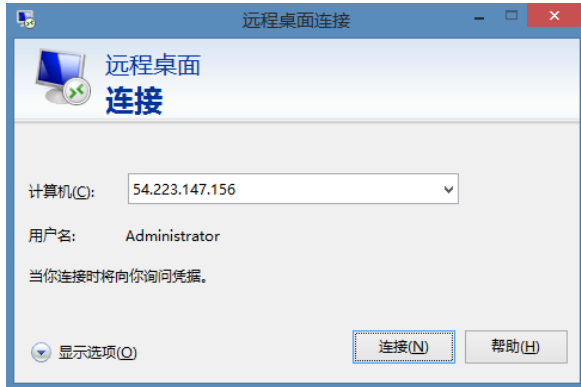 远程桌面连接
远程桌面
连接
计算机(C): 54.223.147.156
用户名: Administrator
当你连接时将向你询问凭据。
显示选项(O) 连接(N) 帮助(H)